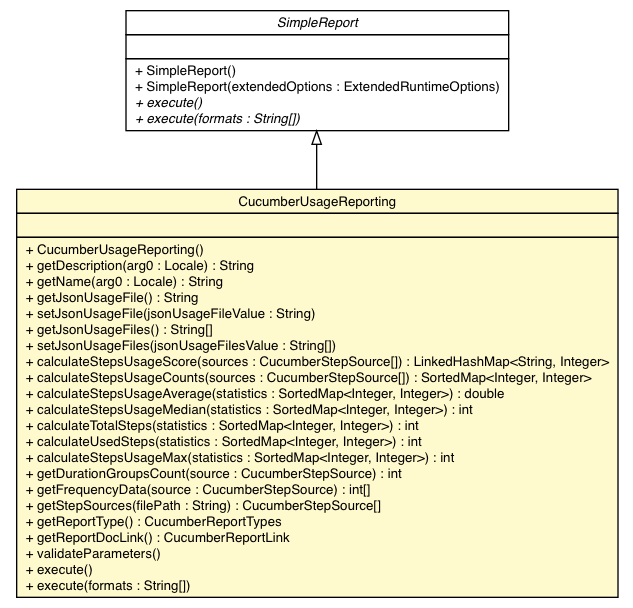 SimpleReport
+ SimpleReport()
+ SimpleReport(extendedOptions : ExtendedRuntimeOptions)
+ execute()
+ execute(formats : String[])
CucumberUsageReporting
+ CucumberUsageReporting()
+ getDescription(arg0 : Locale) : String
+ getName(arg0 : Locale) : String
+ getJsonUsageFile() : String
+ setJsonUsageFile(jsonUsageFileValue : String)
+ getJsonUsageFiles() : String[]
+ setJsonUsageFiles(jsonUsageFilesValue : String[])
+ calculateStepsUsageScore(sources : CucumberStepSource[]) : LinkedHashMap<String, Integer>
+ calculateStepsUsageCounts(sources : CucumberStepSource[]) : SortedMap<Integer, Integer>
+ calculateStepsUsageAverage(statistics : SortedMap<Integer, Integer>) : double
+ calculateStepsUsageMedian(statistics : SortedMap<Integer, Integer>) : int
+ calculateTotalSteps(statistics : SortedMap<Integer, Integer>) : int
+ calculateUsedSteps(statistics : SortedMap<Integer, Integer>) : int
+ calculateStepsUsageMax(statistics : SortedMap<Integer, Integer>) : int
+ getDurationGroupsCount(source : CucumberStepSource) : int
+ getFrequencyData(source : CucumberStepSource) : int[]
+ getStepSources(filePath : String) : CucumberStepSource[]
+ getReportType() : CucumberReportTypes
+ getReportDocLink() : CucumberReportLink
+ validateParameters()
+ execute()
+ execute(formats : String[])